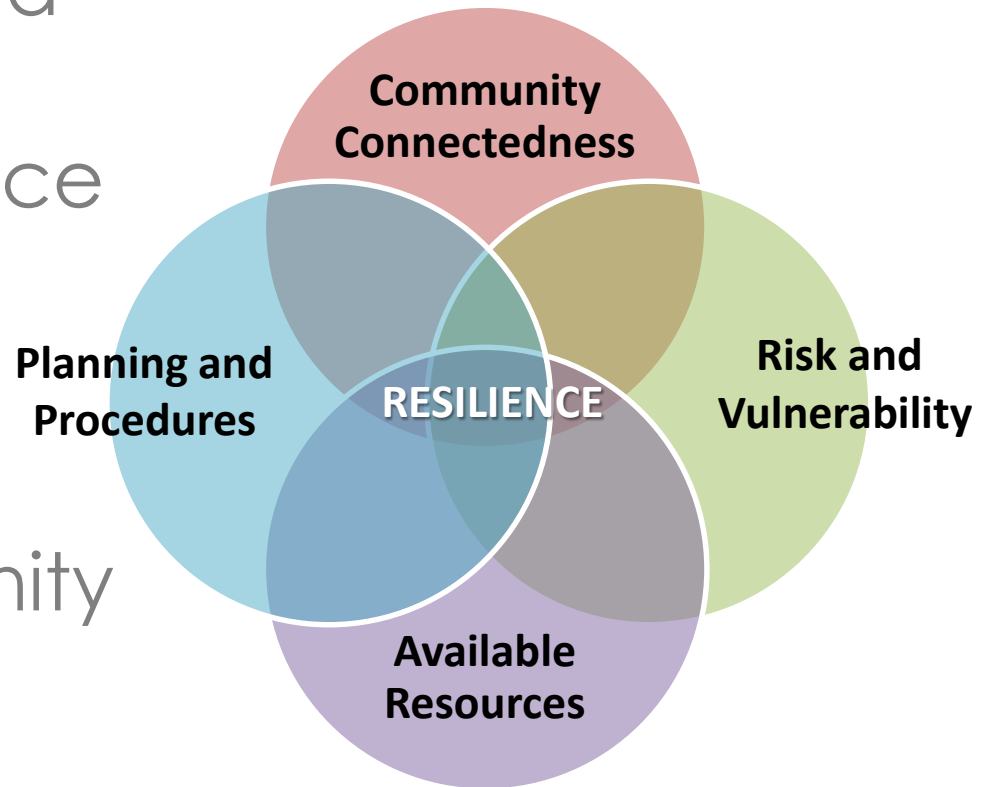 Community
Connectedness
Planning and
Procedures
RESILIENCE
Risk and
Vulnerability
Available
Resources